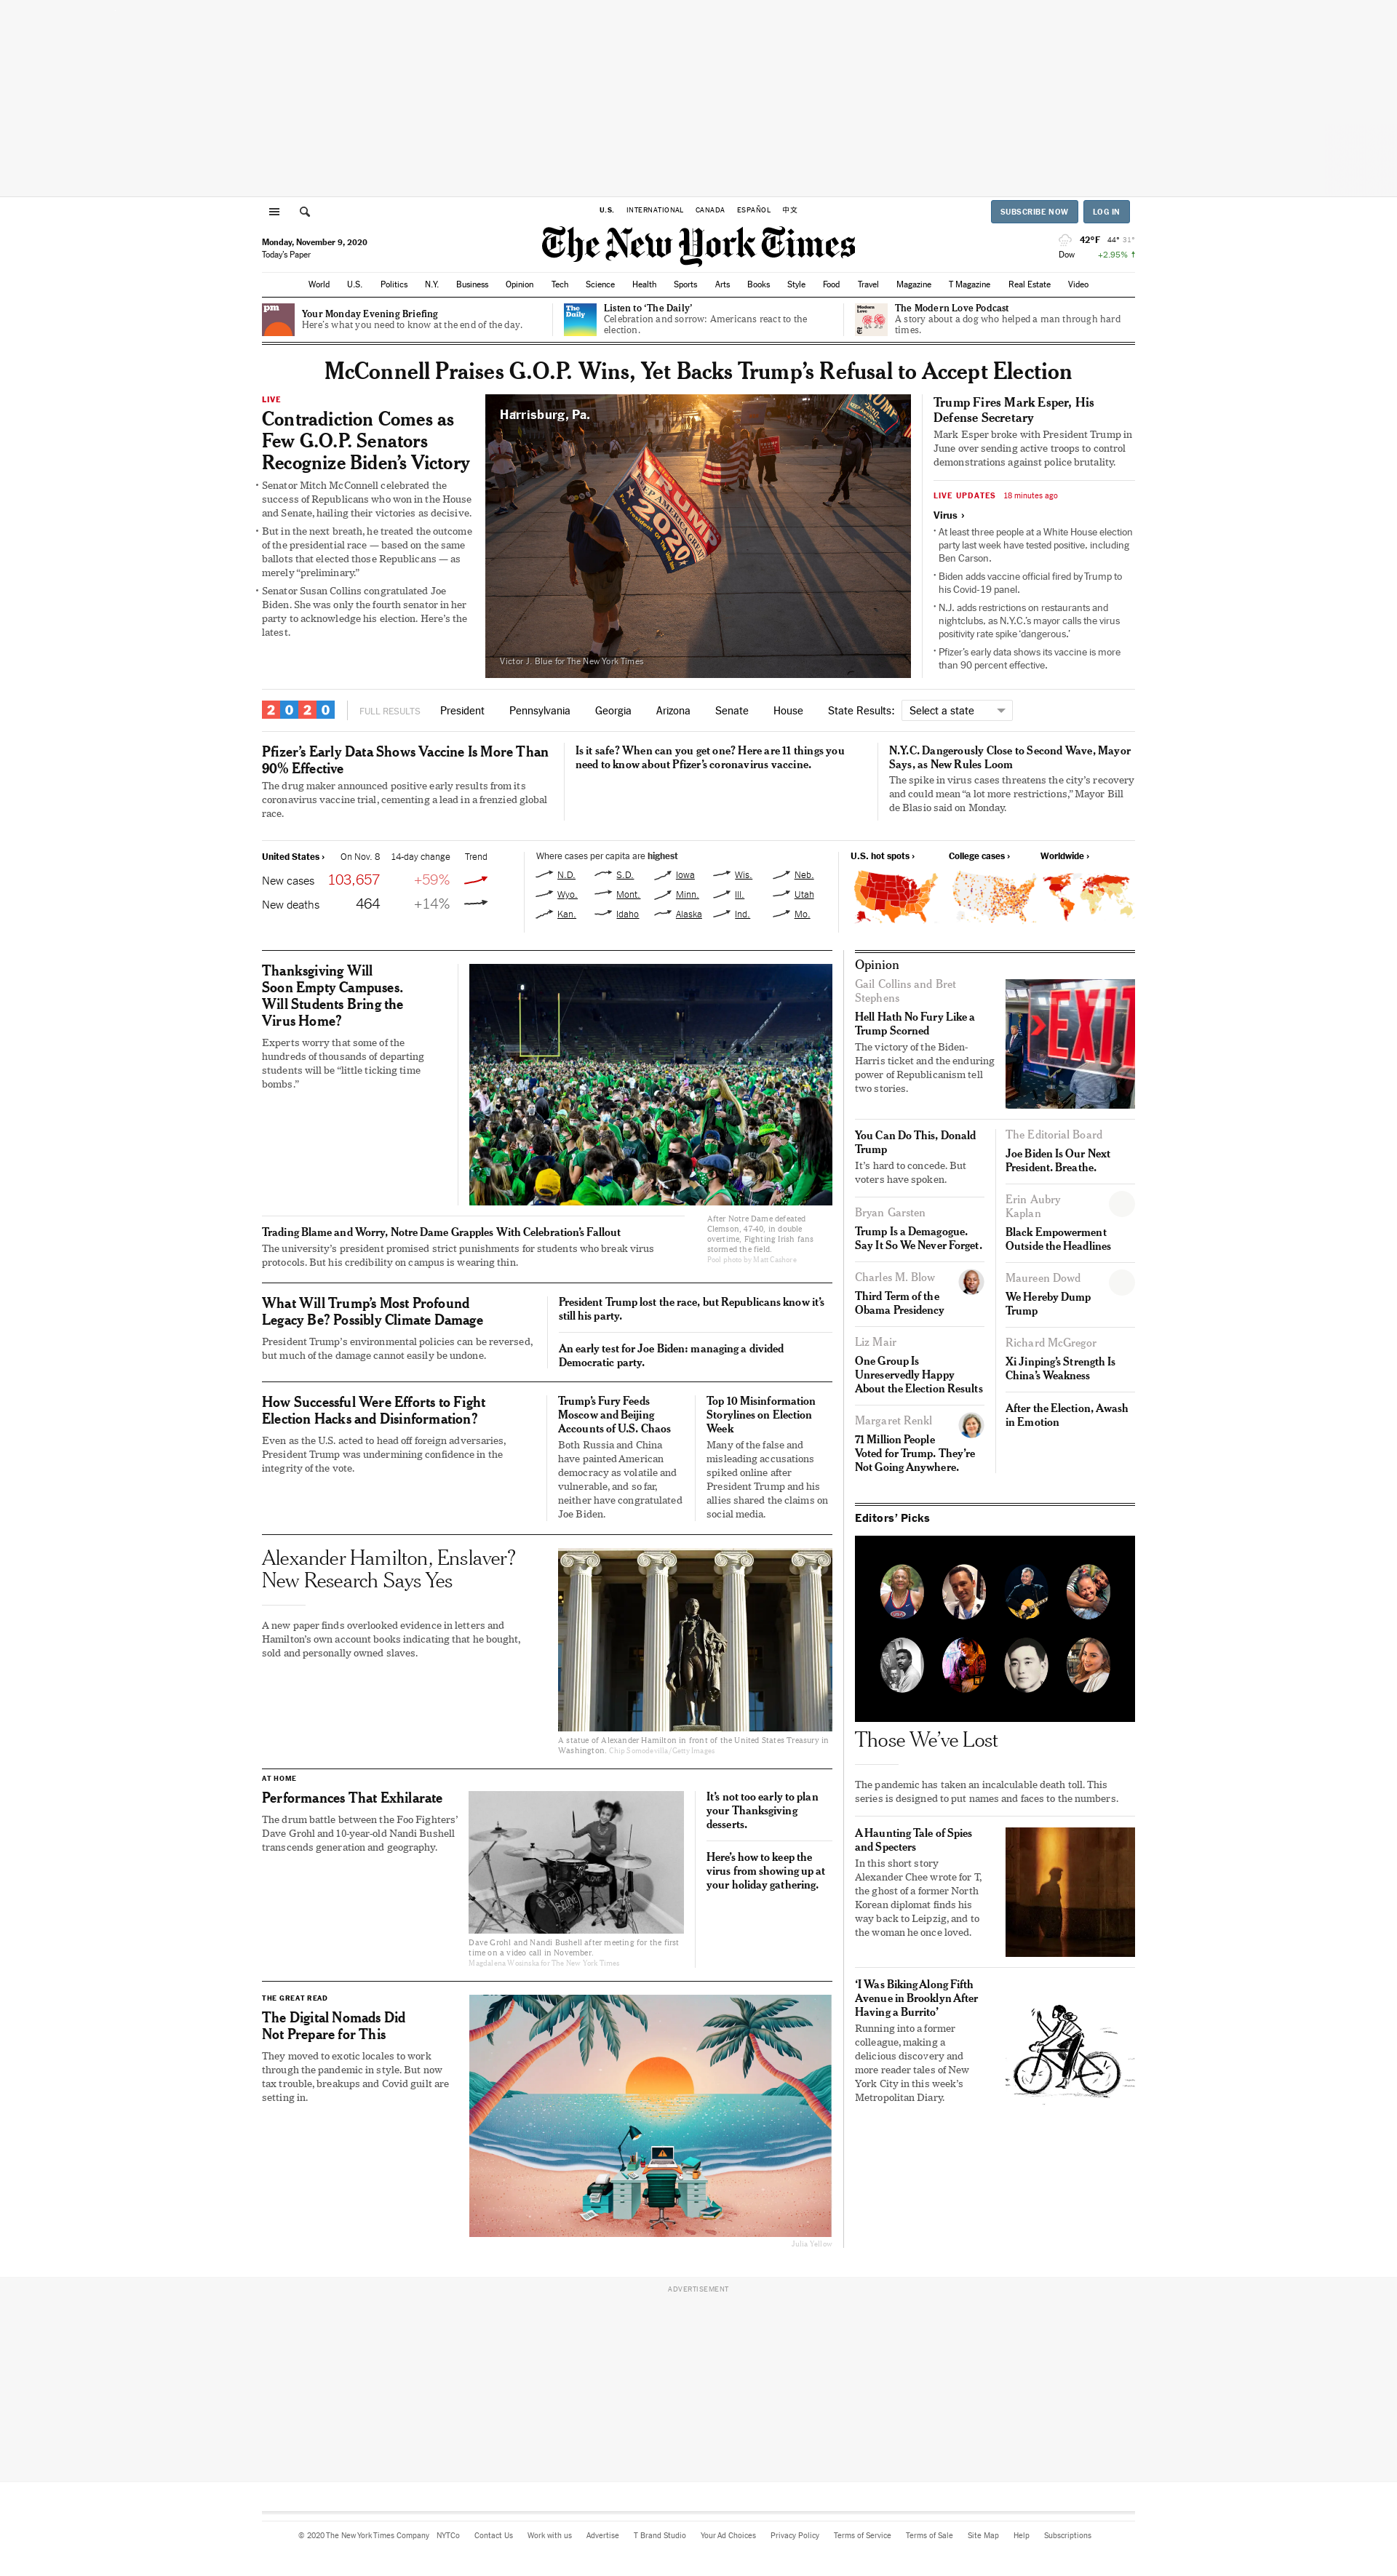 U.S. INTERNATIONAL CANADA ESPAÑOL 中文
SUBSCRIBE NOW LOG IN
Monday, November 9, 2020
Today's Paper
The New York Times
42°F 44° 31°
Dow +2.95% ↑
World U.S. Politics N.Y. Business Opinion Tech Science Health Sports Arts Books Style Food Travel Magazine T Magazine Real Estate Video
pm
Your Monday Evening Briefing
Here's what you need to know at the end of the day.
The
Daily
Listen to 'The Daily'
Celebration and sorrow: Americans react to the
election.
Modern
Love
The Modern Love Podcast
A story about a dog who helped a man through hard
times.
McConnell Praises G.O.P. Wins, Yet Backs Trump's Refusal to Accept Election
LIVE
Contradiction Comes as
Few G.O.P. Senators
Recognize Biden's Victory
• Senator Mitch McConnell celebrated the
success of Republicans who won in the House
and Senate, hailing their victories as decisive.
• But in the next breath, he treated the outcome
of the presidential race — based on the same
ballots that elected those Republicans — as
merely “preliminary.”
• Senator Susan Collins congratulated Joe
Biden. She was only the fourth senator in her
party to acknowledge his election. Here's the
latest.
Harrisburg, Pa.
TRUMP
KEEP AMERICA GREAT!
TRUMP
KEEP AMERICA GREAT!
For President Of The
2020
Victor J. Blue for The New York Times
Trump Fires Mark Esper, His
Defense Secretary
Mark Esper broke with President Trump in
June over sending active troops to control
demonstrations against police brutality.
LIVE UPDATES 18 minutes ago
Virus ›
• At least three people at a White House election
party last week have tested positive, including
Ben Carson.
• Biden adds vaccine official fired by Trump to
his Covid-19 panel.
• N.J. adds restrictions on restaurants and
nightclubs, as N.Y.C.'s mayor calls the virus
positivity rate spike 'dangerous.'
• Pfizer's early data shows its vaccine is more
than 90 percent effective.
2020 FULL RESULTS President Pennsylvania Georgia Arizona Senate House State Results: Select a state
Pfizer's Early Data Shows Vaccine Is More Than
90% Effective
The drug maker announced positive early results from its
coronavirus vaccine trial, cementing a lead in a frenzied global
race.
Is it safe? When can you get one? Here are 11 things you
need to know about Pfizer's coronavirus vaccine.
N.Y.C. Dangerously Close to Second Wave, Mayor
Says, as New Rules Loom
The spike in virus cases threatens the city's recovery
and could mean “a lot more restrictions,” Mayor Bill
de Blasio said on Monday.
United States › On Nov. 8 14-day change Trend
New cases 103,657 +59%
New deaths 464 +14%
Where cases per capita are highest
N.D. S.D. Iowa Wis. Neb.
Wyo. Mont. Minn. Ill. Utah
Kan. Idaho Alaska Ind. Mo.
U.S. hot spots › College cases › Worldwide ›
Thanksgiving Will
Soon Empty Campuses.
Will Students Bring the
Virus Home?
Experts worry that some of the
hundreds of thousands of departing
students will be “little ticking time
bombs.”
Trading Blame and Worry, Notre Dame Grapples With Celebration's Fallout
The university's president promised strict punishments for students who break virus
protocols. But his credibility on campus is wearing thin.
After Notre Dame defeated
Clemson, 47-40, in double
overtime, Fighting Irish fans
stormed the field.
Pool photo by Matt Cashore
What Will Trump's Most Profound
Legacy Be? Possibly Climate Damage
President Trump's environmental policies can be reversed,
but much of the damage cannot easily be undone.
President Trump lost the race, but Republicans know it's
still his party.
An early test for Joe Biden: managing a divided
Democratic party.
How Successful Were Efforts to Fight
Election Hacks and Disinformation?
Even as the U.S. acted to head off foreign adversaries,
President Trump was undermining confidence in the
integrity of the vote.
Trump's Fury Feeds
Moscow and Beijing
Accounts of U.S. Chaos
Both Russia and China
have painted American
democracy as volatile and
vulnerable, and so far,
neither have congratulated
Joe Biden.
Top 10 Misinformation
Storylines on Election
Week
Many of the false and
misleading accusations
spiked online after
President Trump and his
allies shared the claims on
social media.
Alexander Hamilton, Enslaver?
New Research Says Yes
A new paper finds overlooked evidence in letters and
Hamilton's own account books indicating that he bought,
sold and personally owned slaves.
A statue of Alexander Hamilton in front of the United States Treasury in
Washington. Chip Somodevilla/Getty Images
AT HOME
Performances That Exhilarate
The drum battle between the Foo Fighters'
Dave Grohl and 10-year-old Nandi Bushell
transcends generation and geography.
Dave Grohl and Nandi Bushell after meeting for the first
time on a video call in November.
Magdalena Wosinska for The New York Times
It's not too early to plan
your Thanksgiving
desserts.
Here's how to keep the
virus from showing up at
your holiday gathering.
THE GREAT READ
The Digital Nomads Did
Not Prepare for This
They moved to exotic locales to work
through the pandemic in style. But now
tax trouble, breakups and Covid guilt are
setting in.
Julia Yellow
Opinion
Gail Collins and Bret
Stephens
Hell Hath No Fury Like a
Trump Scorned
The victory of the Biden-
Harris ticket and the enduring
power of Republicanism tell
two stories.
EXIT
You Can Do This, Donald
Trump
It's hard to concede. But
voters have spoken.
Bryan Garsten
Trump Is a Demagogue.
Say It So We Never Forget.
Charles M. Blow
Third Term of the
Obama Presidency
Liz Mair
One Group Is
Unreservedly Happy
About the Election Results
Margaret Renkl
71 Million People
Voted for Trump. They're
Not Going Anywhere.
The Editorial Board
Joe Biden Is Our Next
President. Breathe.
Erin Aubry
Kaplan
Black Empowerment
Outside the Headlines
Maureen Dowd
We Hereby Dump
Trump
Richard McGregor
Xi Jinping's Strength Is
China's Weakness
After the Election, Awash
in Emotion
Editors' Picks
Those We've Lost
The pandemic has taken an incalculable death toll. This
series is designed to put names and faces to the numbers.
A Haunting Tale of Spies
and Specters
In this short story
Alexander Chee wrote for T,
the ghost of a former North
Korean diplomat finds his
way back to Leipzig, and to
the woman he once loved.
'I Was Biking Along Fifth
Avenue in Brooklyn After
Having a Burrito'
Running into a former
colleague, making a
delicious discovery and
more reader tales of New
York City in this week's
Metropolitan Diary.
ADVERTISEMENT
© 2020 The New York Times Company NYTCo Contact Us Work with us Advertise T Brand Studio Your Ad Choices Privacy Policy Terms of Service Terms of Sale Site Map Help Subscriptions